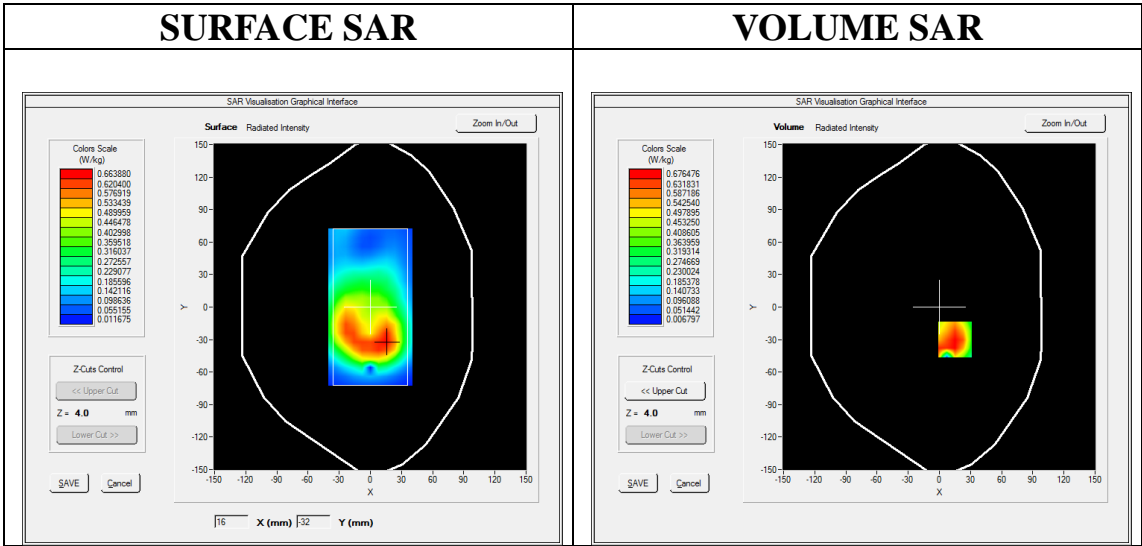 SURFACE SAR
SAR Visualisation Graphical Interface
Surface Radiated Intensity
Zoom In/Out
Colors Scale
(W/kg)
0.663880
0.620400
0.576919
0.533439
0.489959
0.446478
0.402998
0.359518
0.316037
0.272557
0.229077
0.185596
0.142116
0.098636
0.055155
0.011675
Z-Cuts Control
<< Upper Cut
Z = 4.0 mm
Lower Cut >>
SAVE Cancel
150
120
90
60
30
0
-30
-60
-90
-120
-150
Y
-150 -120 -90 -60 -30 0 30 60 90 120 150
X
16 X (mm) -32 Y (mm)
VOLUME SAR
SAR Visualisation Graphical Interface
Volume Radiated Intensity
Zoom In/Out
Colors Scale
(W/kg)
0.676476
0.631831
0.587186
0.542540
0.497895
0.453250
0.408605
0.363959
0.319314
0.274669
0.230024
0.185378
0.140733
0.096088
0.051442
0.006797
Z-Cuts Control
<< Upper Cut
Z = 4.0 mm
Lower Cut >>
SAVE Cancel
150
120
90
60
30
0
-30
-60
-90
-120
-150
Y
-150 -120 -90 -60 -30 0 30 60 90 120 150
X